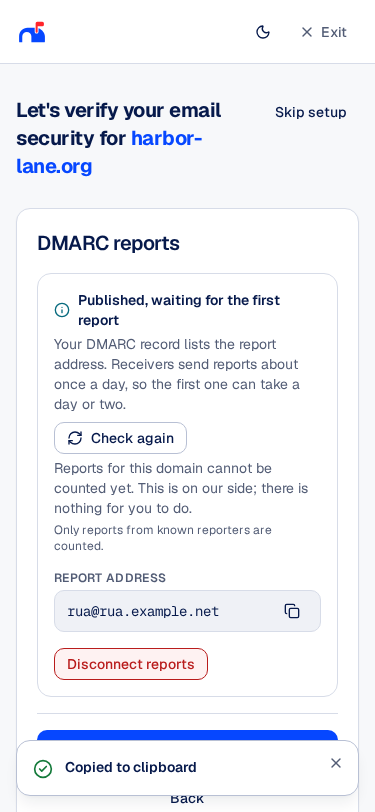 Exit
Let's verify your email
security for harbor-
lane.org
Skip setup
DMARC reports
Published, waiting for the first
report
Your DMARC record lists the report
address. Receivers send reports about
once a day, so the first one can take a
day or two.
Check again
Reports for this domain cannot be
counted yet. This is on our side; there is
nothing for you to do.
Only reports from known reporters are
counted.
REPORT ADDRESS
rua@rua.example.net
Disconnect reports
Copied to clipboard
Back